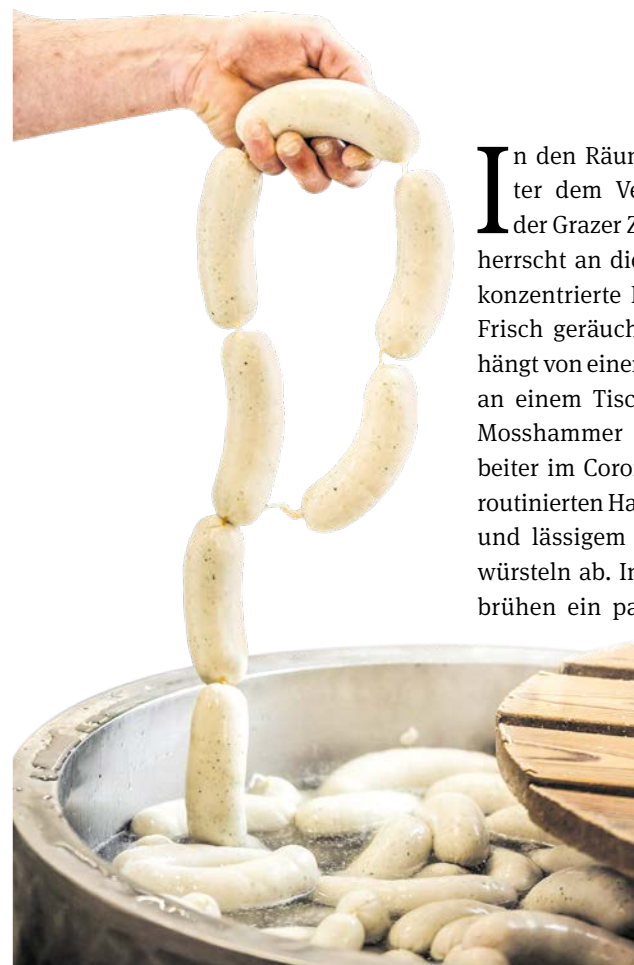 In den Räum
ter dem Ve
der Grazer Z
herrscht an die
konzentrierte
Frisch geräuch
hängt von einer
an einem Tisc
Mosshammer
beiter im Coro
routinierten Ha
und lässigem
würsteln ab. In
brühen ein pa